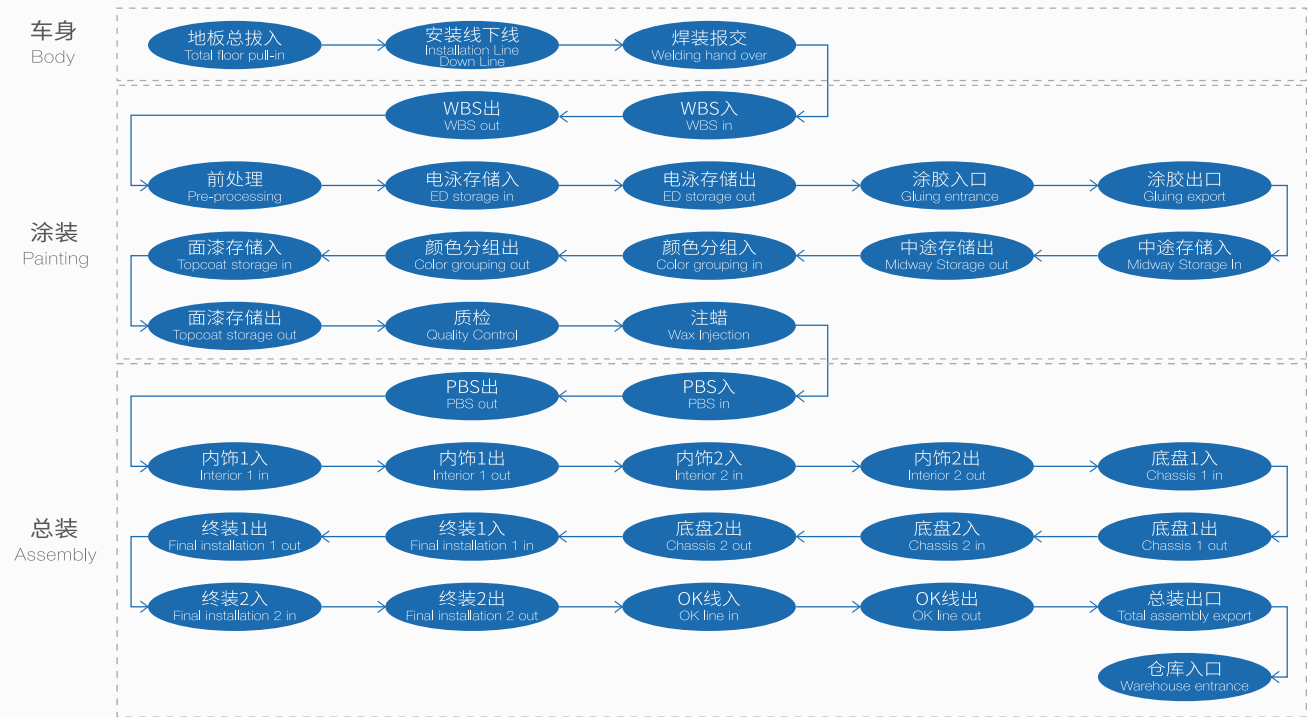 车身
Body
地板总拔入
Total floor pull-in
安装线下线
Installation Line
Down Line
焊装报交
Welding hand over
涂装
Painting
WBS出
WBS out
WBS入
WBS in
前处理
Pre-processing
电泳存储入
ED storage in
电泳存储出
ED storage out
涂胶入口
Gluing entrance
涂胶出口
Gluing export
面漆存储入
Topcoat storage in
颜色分组出
Color grouping out
颜色分组入
Color grouping in
中途存储出
Midway Storage out
中途存储入
Midway Storage In
面漆存储出
Topcoat storage out
质检
Quality Control
注蜡
Wax Injection
总装
Assembly
PBS出
PBS out
PBS入
PBS in
内饰1入
Interior 1 in
内饰1出
Interior 1 out
内饰2入
Interior 2 in
内饰2出
Interior 2 out
底盘1入
Chassis 1 in
终装1出
Final installation 1 out
终装1入
Final installation 1 in
底盘2出
Chassis 2 out
底盘2入
Chassis 2 in
底盘1出
Chassis 1 out
终装2入
Final installation 2 in
终装2出
Final installation 2 out
OK线入
OK line in
OK线出
OK line out
总装出口
Total assembly export
仓库入口
Warehouse entrance